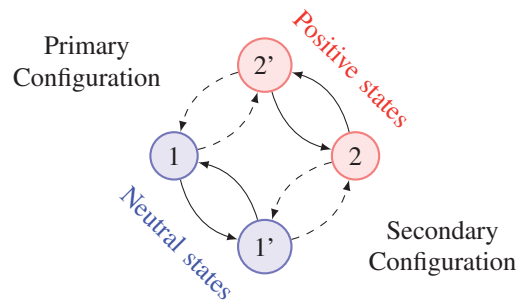 Primary
Configuration
Positive states
2'
1
2
1'
Neutral states
Secondary
Configuration